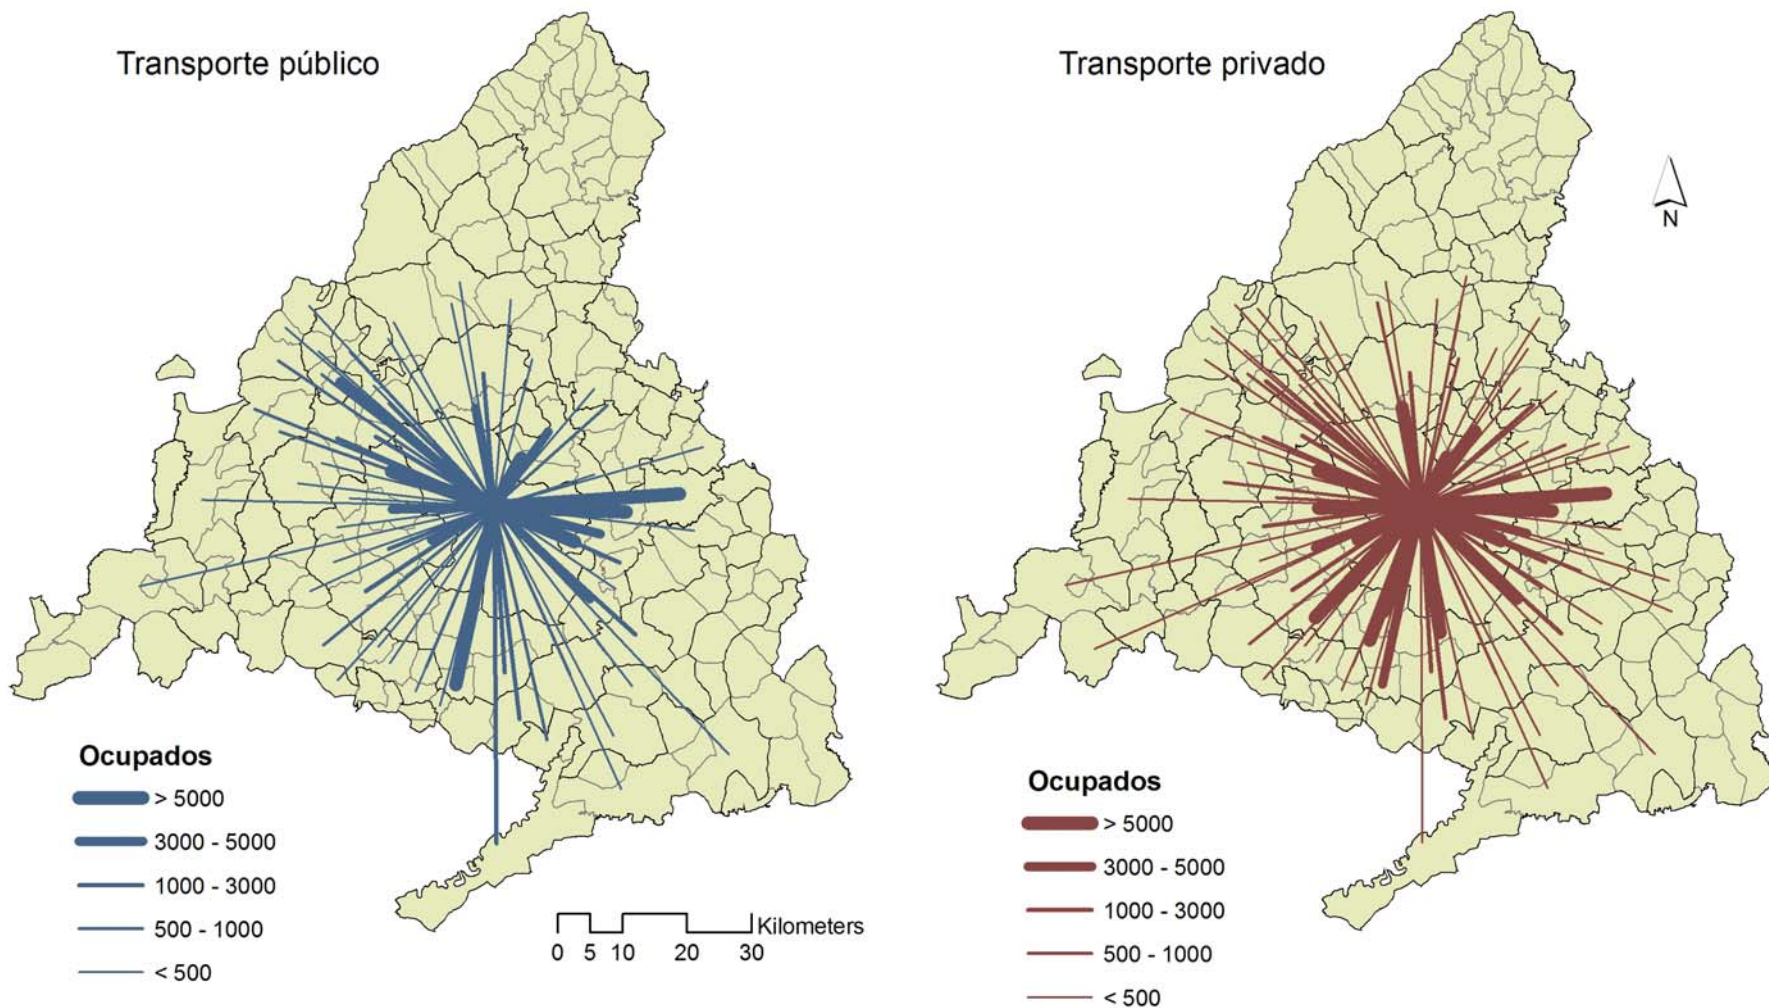 Transporte público
Transporte privado
N
Ocupados
> 5000
3000 - 5000
1000 - 3000
500 - 1000
< 500
Kilometers
0 5 10 20 30
Ocupados
> 5000
3000 - 5000
1000 - 3000
500 - 1000
< 500